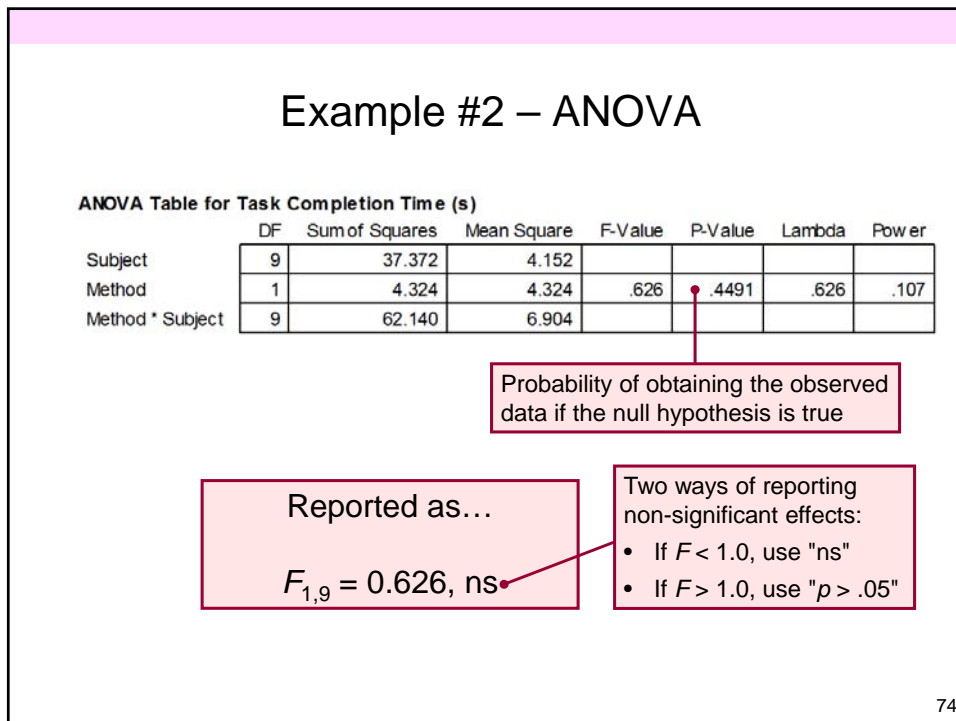 Example #2 – ANOVA
ANOVA Table for Task Completion Time (s)
DF Sum of Squares Mean Square F-Value P-Value Lambda Power
Subject 9 37.372 4.152
Method 1 4.324 4.324 .626 .4491 .626 .107
Method * Subject 9 62.140 6.904
Probability of obtaining the observed
data if the null hypothesis is true
Reported as…
F1,9 = 0.626, ns
Two ways of reporting
non-significant effects:
• If F < 1.0, use "ns"
• If F > 1.0, use "p > .05"
74